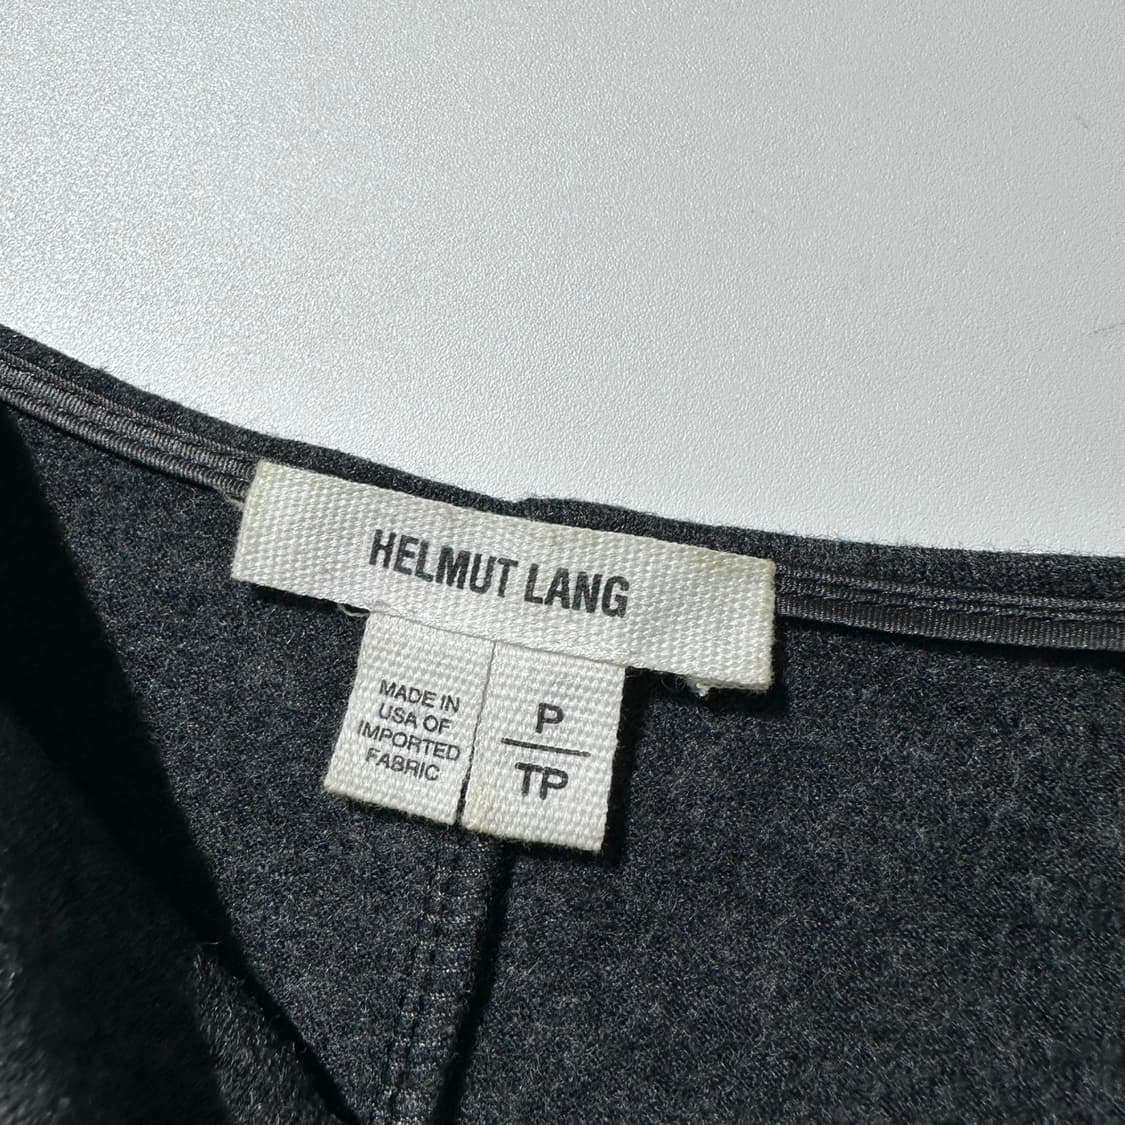 HELMUT LANG
MADE IN
USA OF
IMPORTED
FABRIC
P
TP